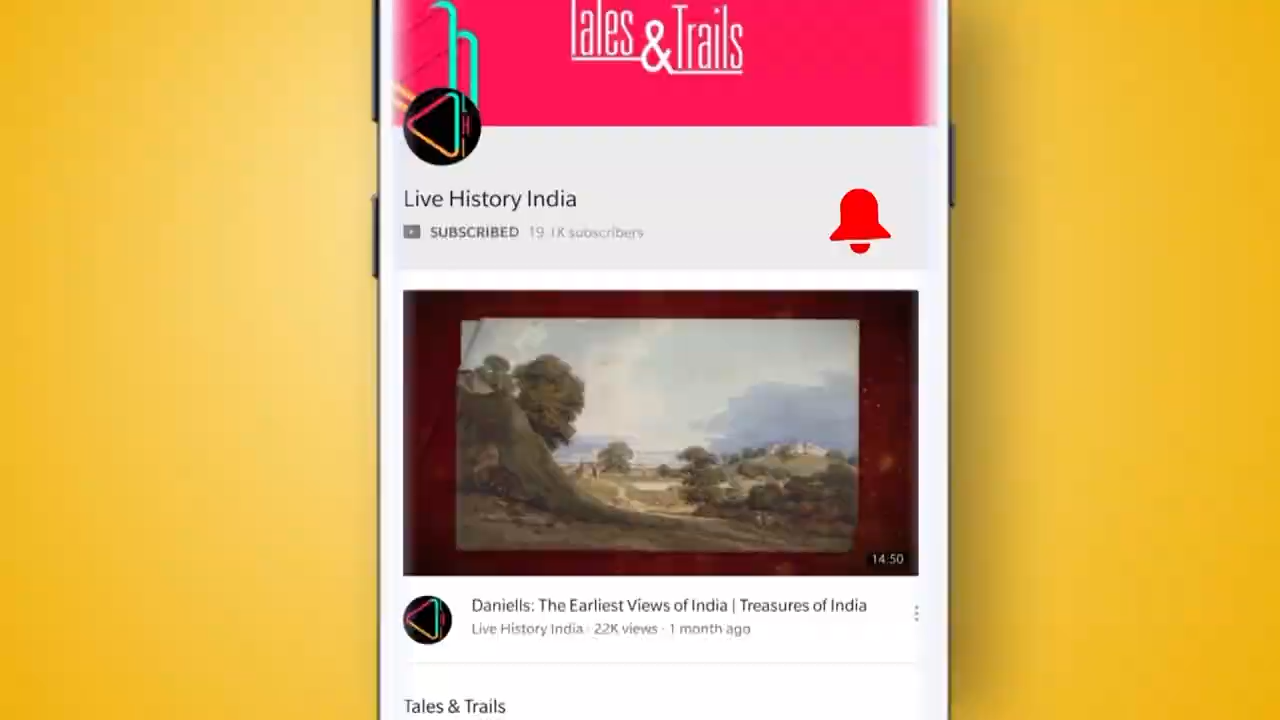 Tales & Trails
Live History India
SUBSCRIBED 19.1K subscribers
14:50
Daniells: The Earliest Views of India | Treasures of India
Live History India · 22K views · 1 month ago
Tales & Trails